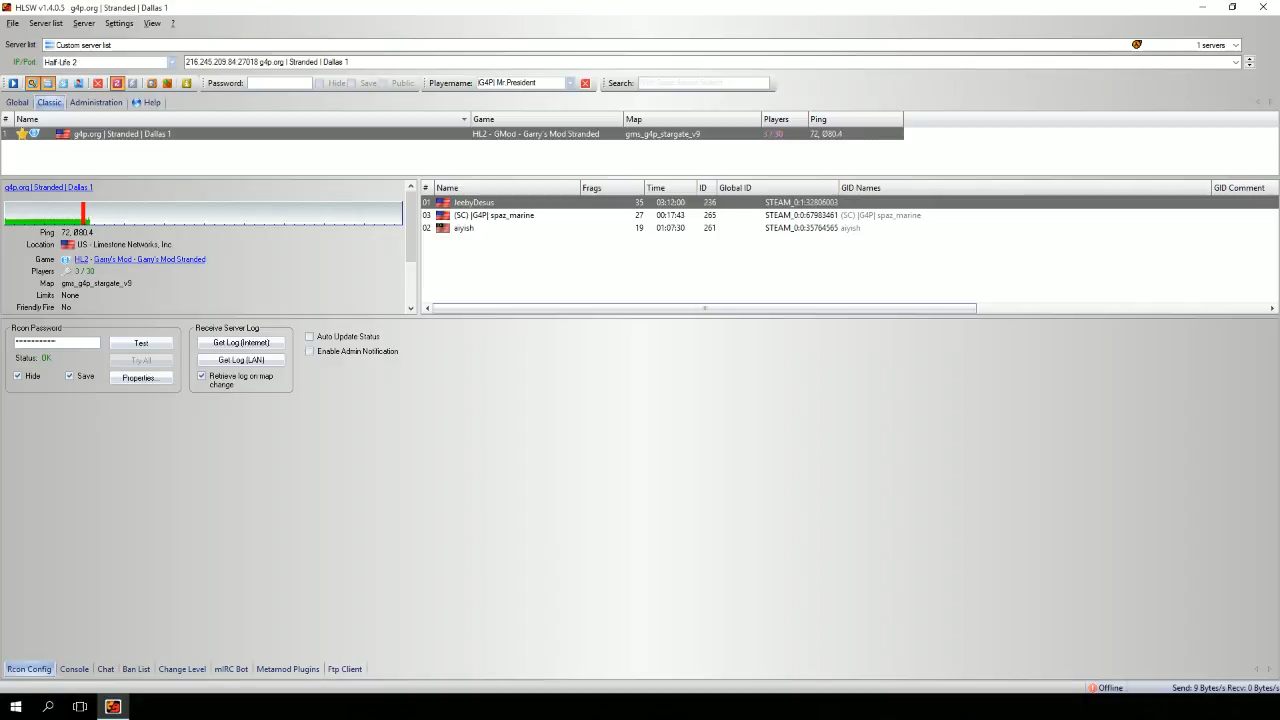 HLSW v1.4.0.5 g4p.org | Stranded | Dallas 1
File Server list Server Settings View ?
Server list Custom server list 1 servers
IP/Port Half-Life 2 216.245.209.84:27018 g4p.org | Stranded | Dallas 1
Password: Hide Save Public Playername: |G4P| Mr.President Search:
Global Classic Administration Help
# Name Game Map Players Ping
1 g4p.org | Stranded | Dallas 1 HL2 - GMod - Garry's Mod Stranded gms_g4p_stargate_v9 3 / 30 72, Ø80.4
g4p.org | Stranded | Dallas 1
Ping 72, Ø80.4
Location US - Limestone Networks, Inc.
Game HL2 - Garry's Mod - Garry's Mod Stranded
Players 3 / 30
Map gms_g4p_stargate_v9
Limits None
Friendly Fire No
# Name Frags Time ID Global ID GID Names GID Comment
01 JeebyDesus 35 03:12:00 236 STEAM_0:1:32806003
03 (SC) |G4P| spaz_marine 27 00:17:43 265 STEAM_0:0:67983461 (SC) |G4P| spaz_marine
02 aiyish 19 01:07:30 261 STEAM_0:0:35764565 aiyish
Rcon Password
Test
Status: OK
Try All
Hide Save Properties...
Receive Server Log
Get Log (Internet)
Get Log (LAN)
Retrieve log on map
change
Auto Update Status
Enable Admin Notification
Rcon Config Console Chat Ban List Change Level mIRC Bot Metamod Plugins Ftp Client
Offline Send: 9 Bytes/s Recv: 0 Bytes/s